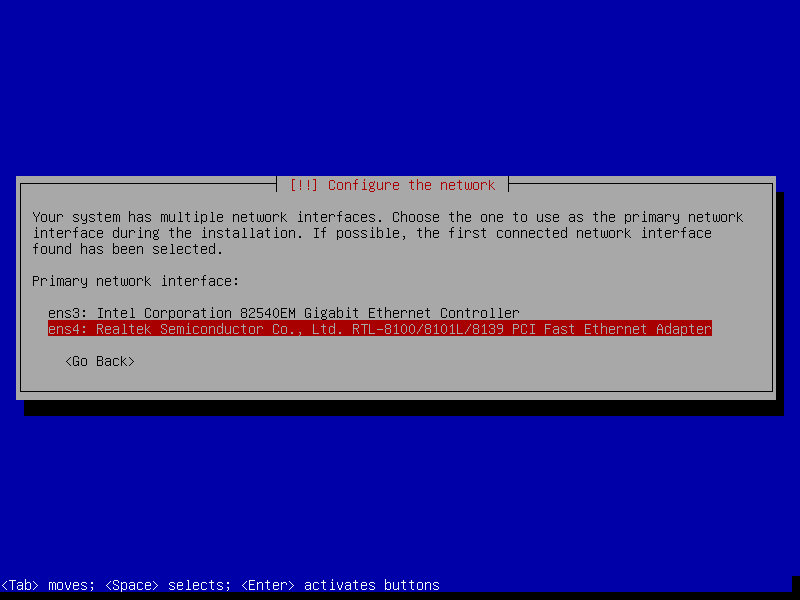 [!!] Configure the network
Your system has multiple network interfaces. Choose the one to use as the primary network
interface during the installation. If possible, the first connected network interface
found has been selected.
Primary network interface:
ens3: Intel Corporation 82540EM Gigabit Ethernet Controller
ens4: Realtek Semiconductor Co., Ltd. RTL-8100/8101L/8139 PCI Fast Ethernet Adapter
<Go Back>
<Tab> moves; <Space> selects; <Enter> activates buttons